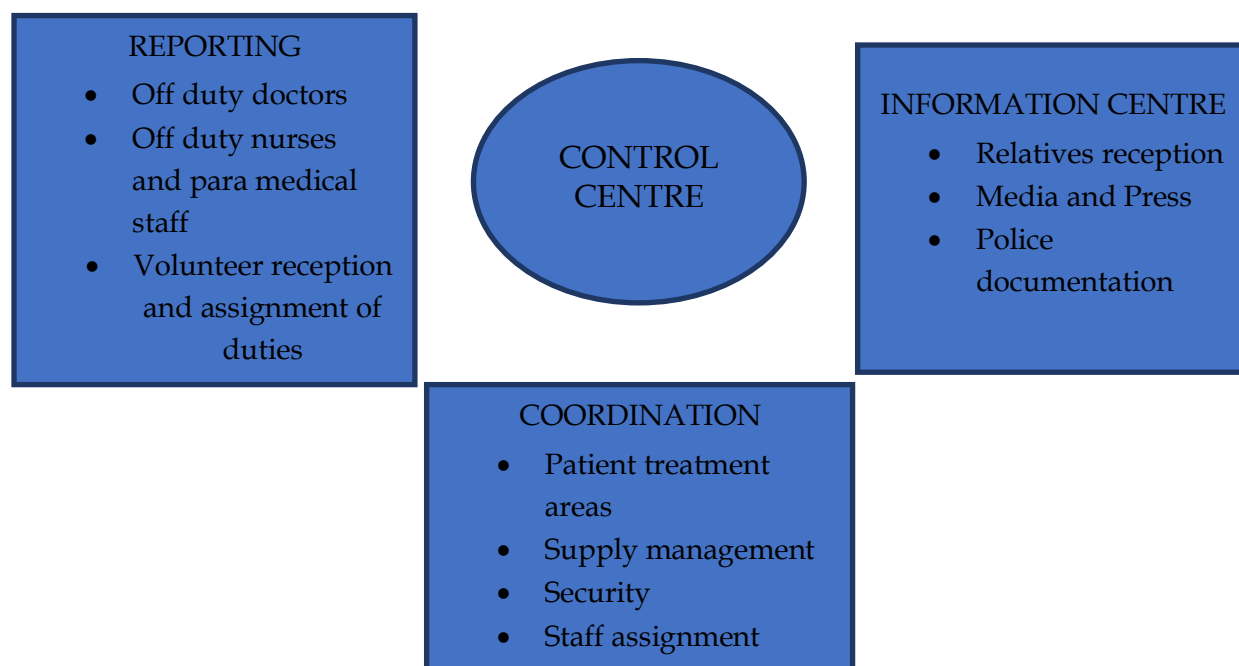 REPORTING
• Off duty doctors
• Off duty nurses
and para medical
staff
• Volunteer reception
and assignment of
duties
CONTROL
CENTRE
INFORMATION CENTRE
• Relatives reception
• Media and Press
• Police
documentation
COORDINATION
• Patient treatment
areas
• Supply management
• Security
• Staff assignment